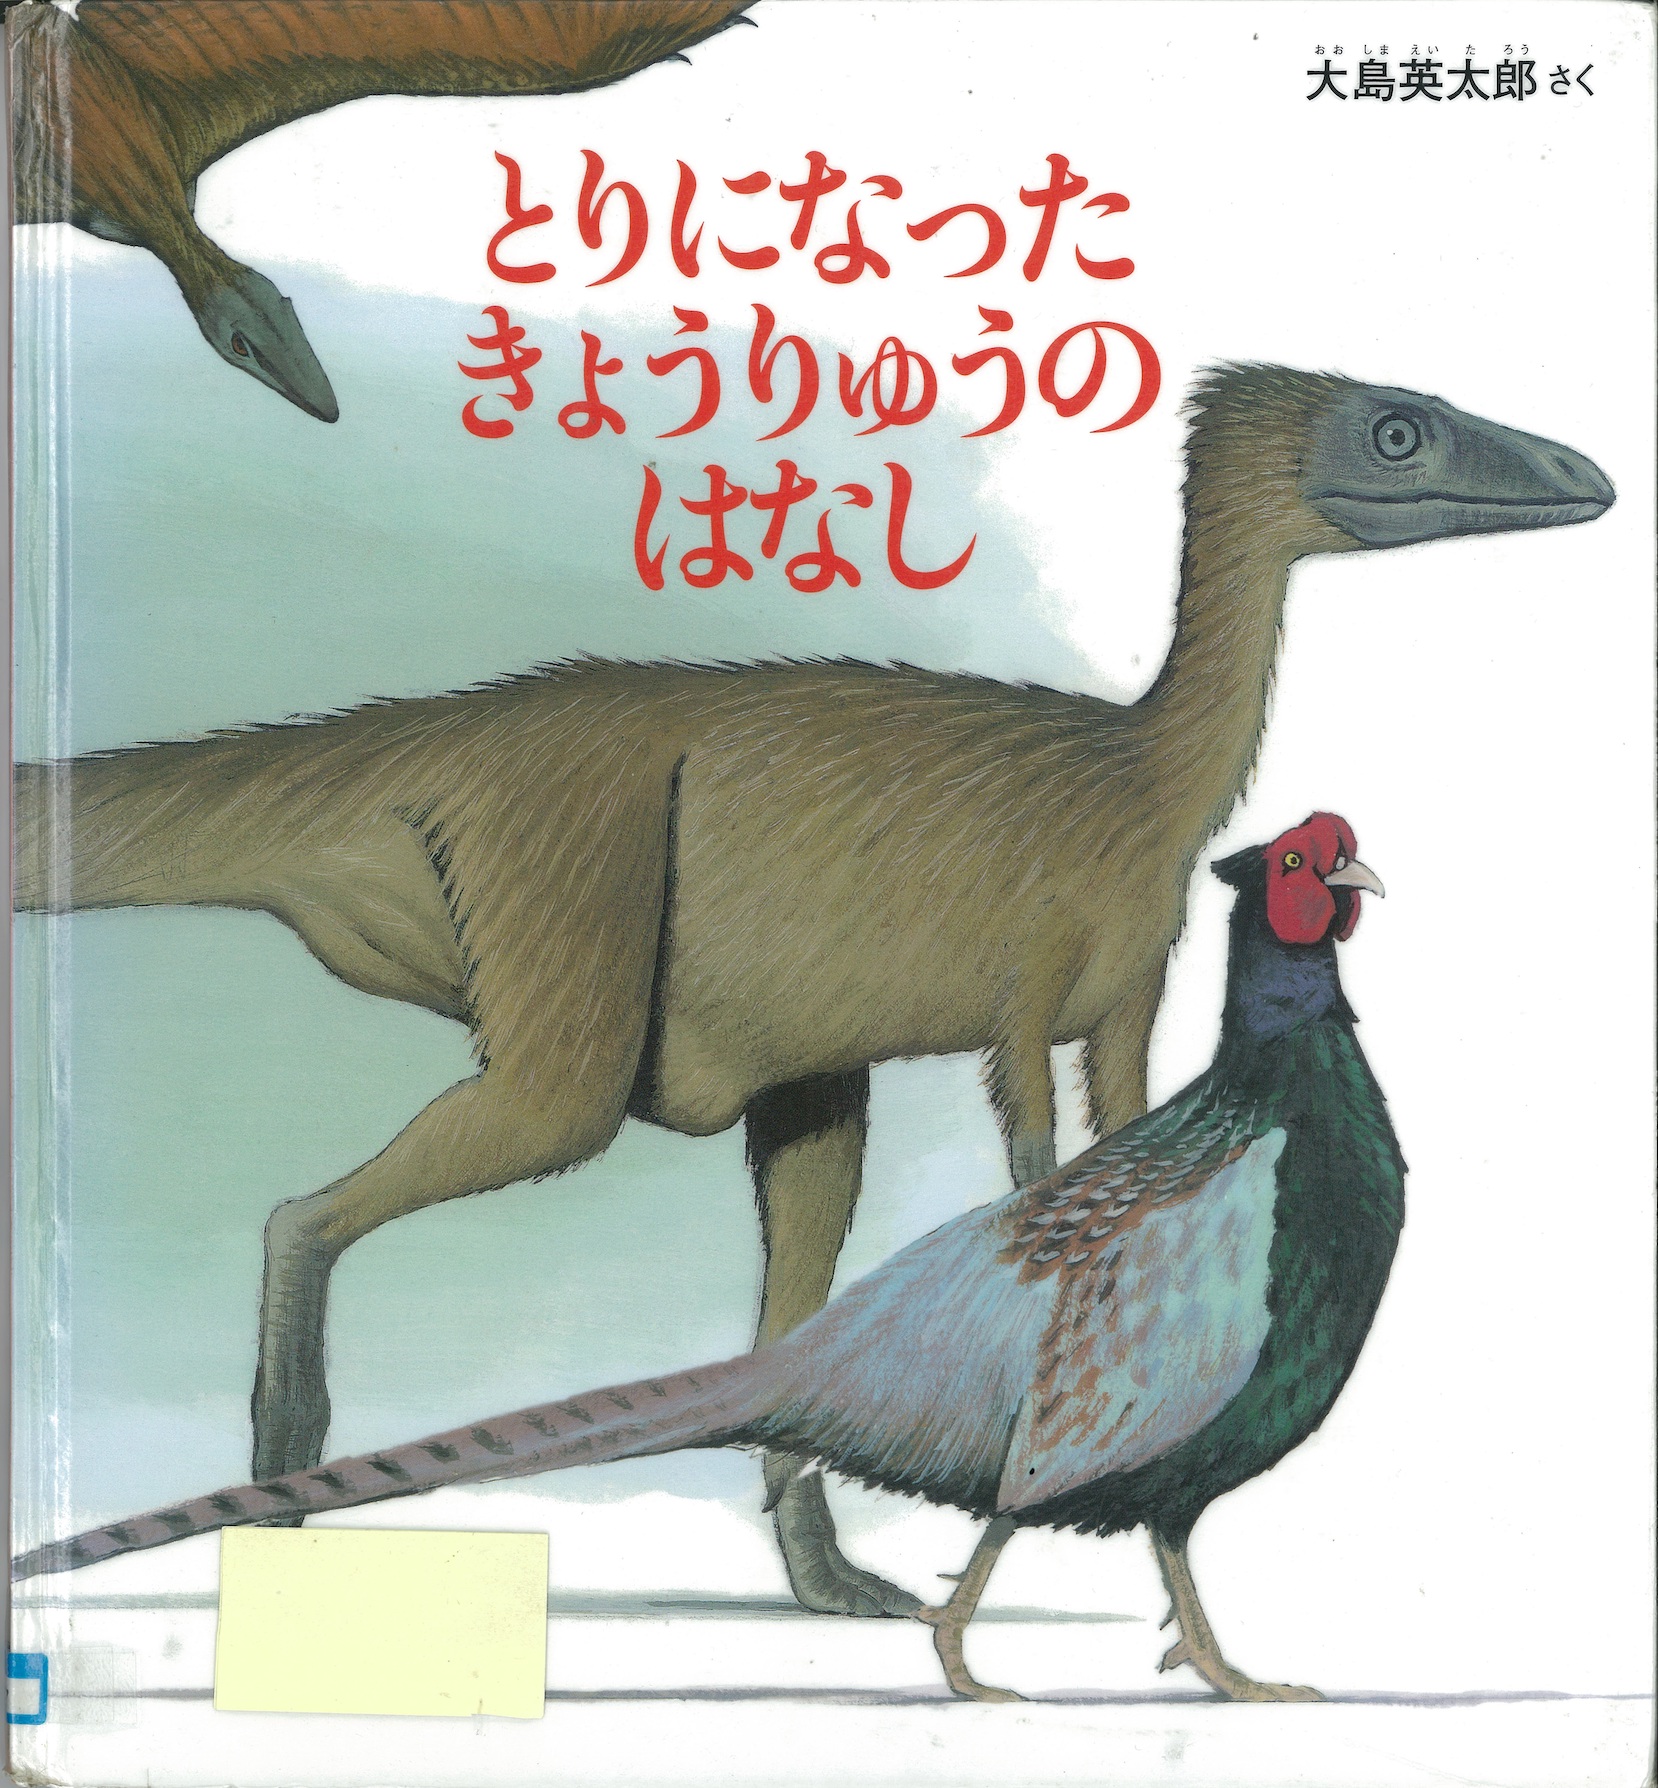 おおしまえいたろう
大島英太郎 さく
とりになった
きょうりゅうの
はなし